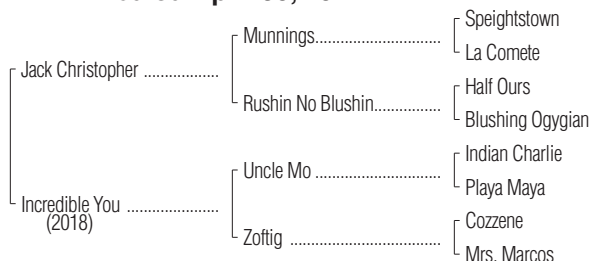 Speightstown
Munnings
La Comete
Jack Christopher
Half Ours
Rushin No Blushin
Blushing Ogygian
Indian Charlie
Uncle Mo
Playa Maya
Incredible You
(2018)
Cozzene
Zoftig
Mrs. Marcos